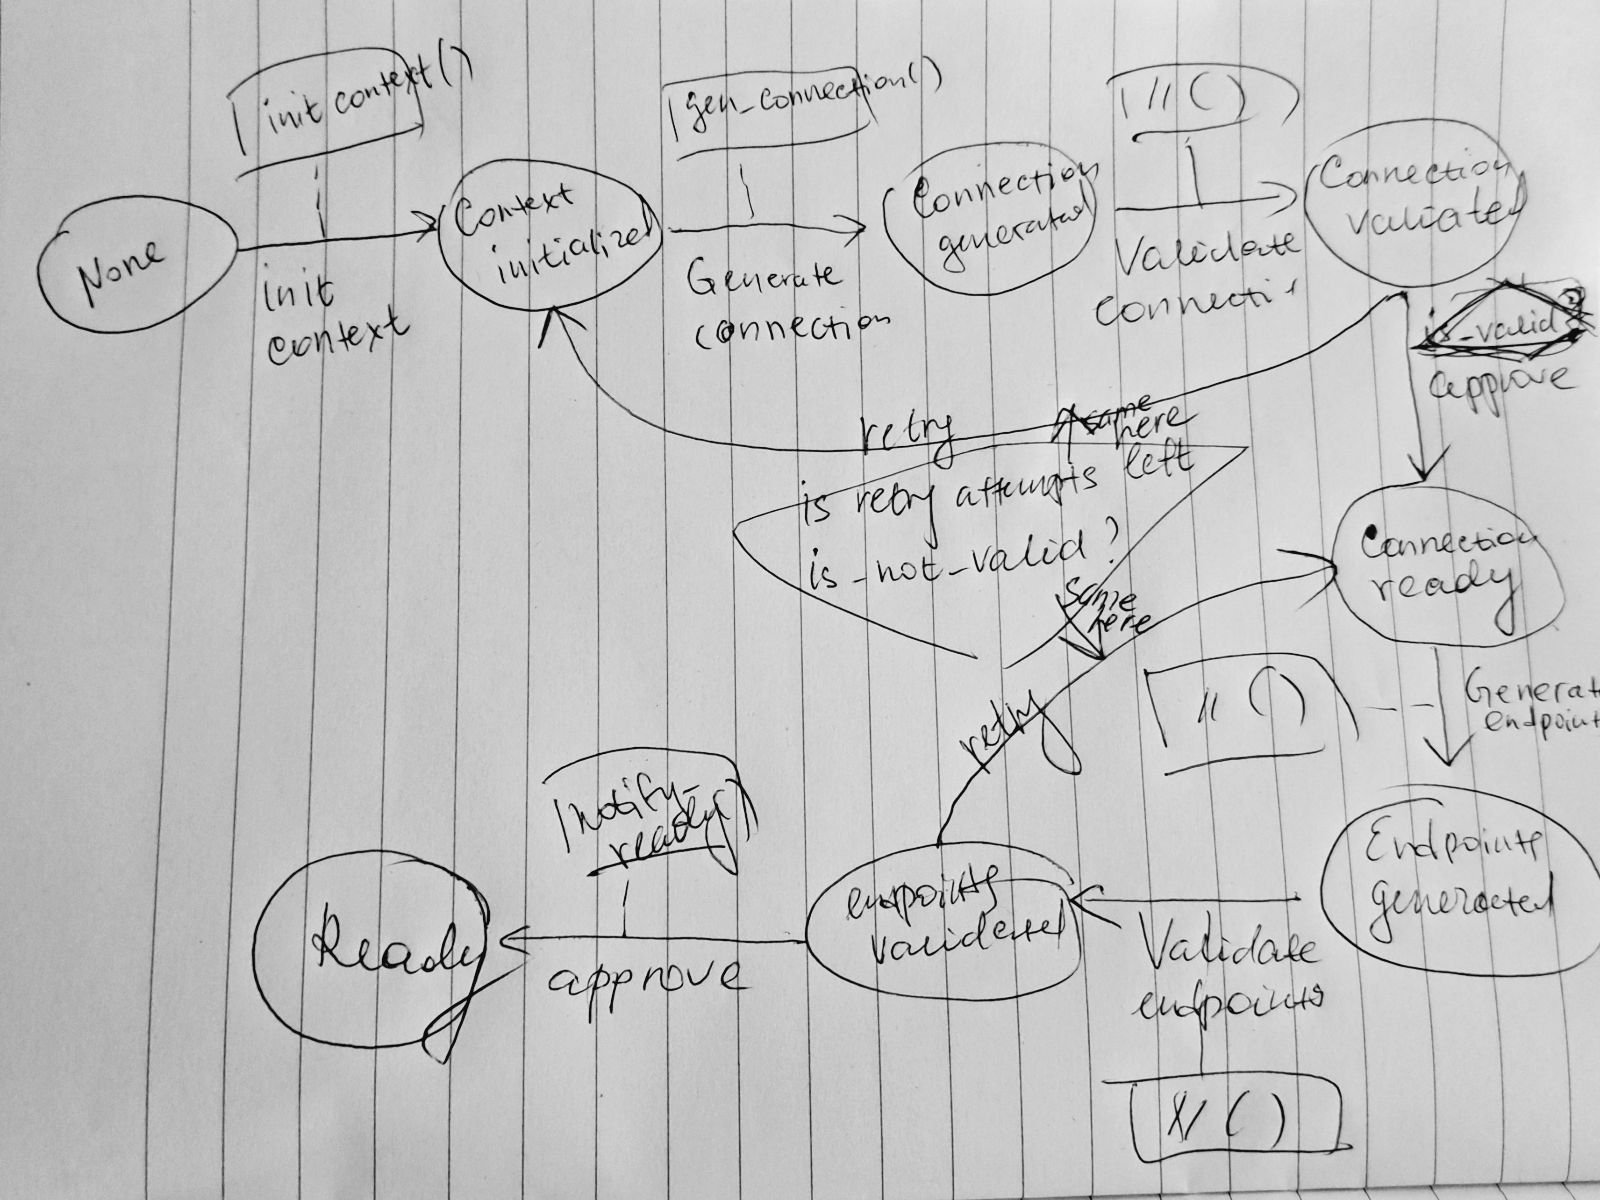 init context()
gen_connection()
// ()
None
Context
initialized
Connection
generated
Connection
valiated
init
context
Generate
connection
Validate
connecti
is_valid?
approve
retry
same
here
is retry attempts left
is_not_valid?
same
here
Connection
ready
retry
// ()
Generate
endpoint
notify_
ready()
Endpoints
generated
endpoints
validated
Ready
approve
Validate
endpoints
// ()